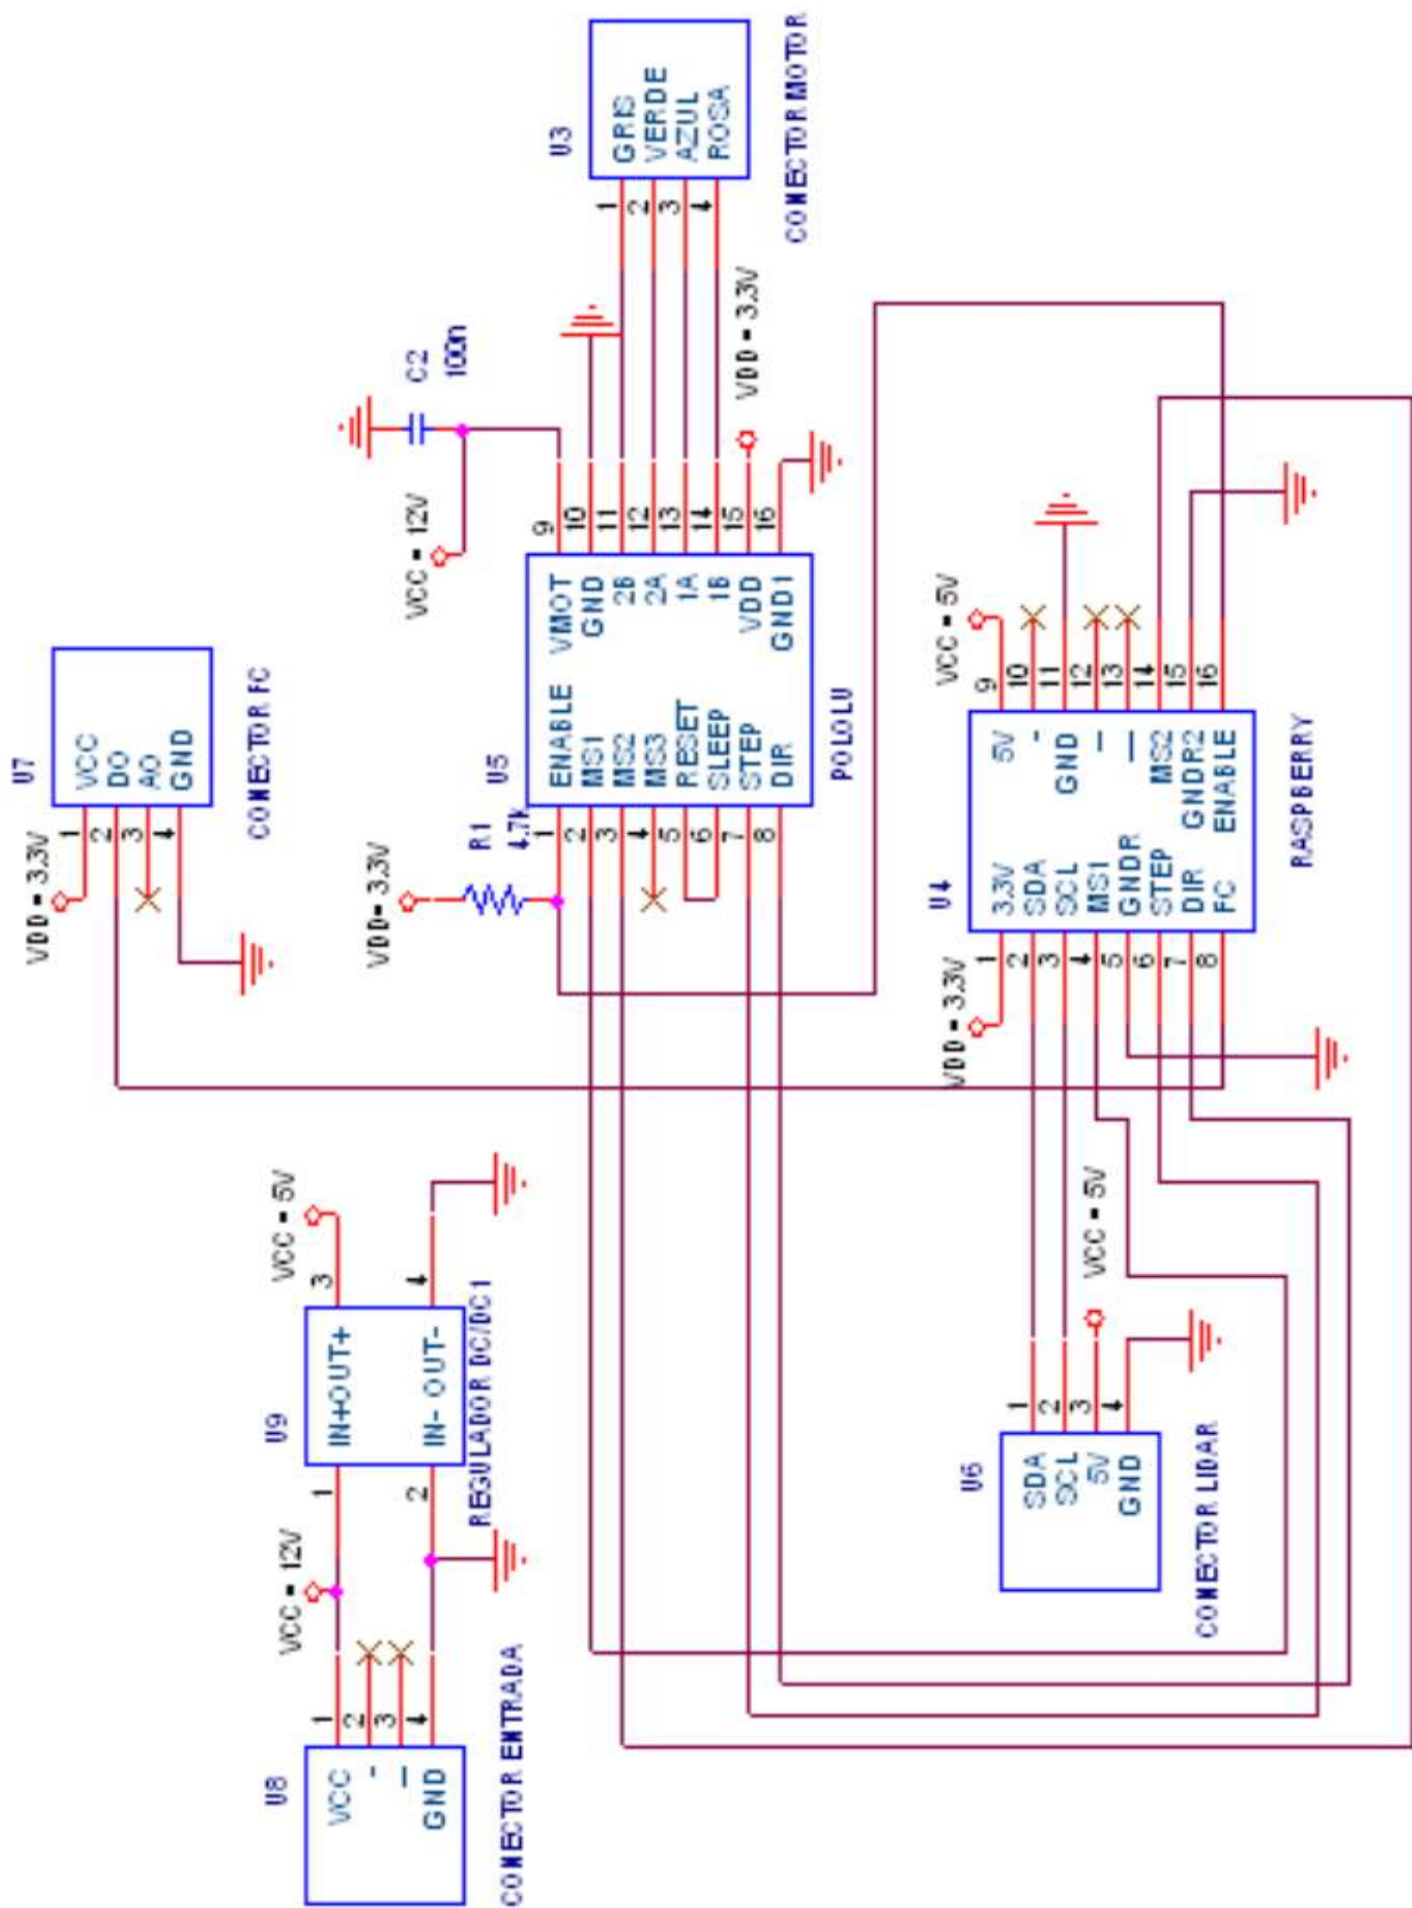 U8
VCC
-
—
GND
1
2
3
4
CONECTOR ENTRADA
VCC = 12V
U9
IN+OUT+
IN- OUT-
1
2
3
4
REGULADOR DC/DC1
VCC = 5V
U7
VCC
DO
AO
GND
1
2
3
4
CONECTOR FC
VDD = 3.3V
VDD= 3.3V
R1
4.7k
U5
ENABLE
MS1
MS2
MS3
RESET
SLEEP
STEP
DIR
VMOT
GND
2B
2A
1A
1B
VDD
GND1
1
2
3
4
5
6
7
8
9
10
11
12
13
14
15
16
POLOLU
VCC = 12V
C2
100n
VDD = 3.3V
U3
GRIS
VERDE
AZUL
ROSA
1
2
3
4
CONECTOR MOTOR
U6
SDA
SCL
5V
GND
1
2
3
4
CONECTOR LIDAR
VCC = 5V
VDD = 3.3V
U4
3.3V
SDA
SCL
MS1
GNDR
STEP
DIR
FC
5V
-
GND
—
—
MS2
GNDR2
ENABLE
1
2
3
4
5
6
7
8
9
10
11
12
13
14
15
16
RASPBERRY
VCC = 5V